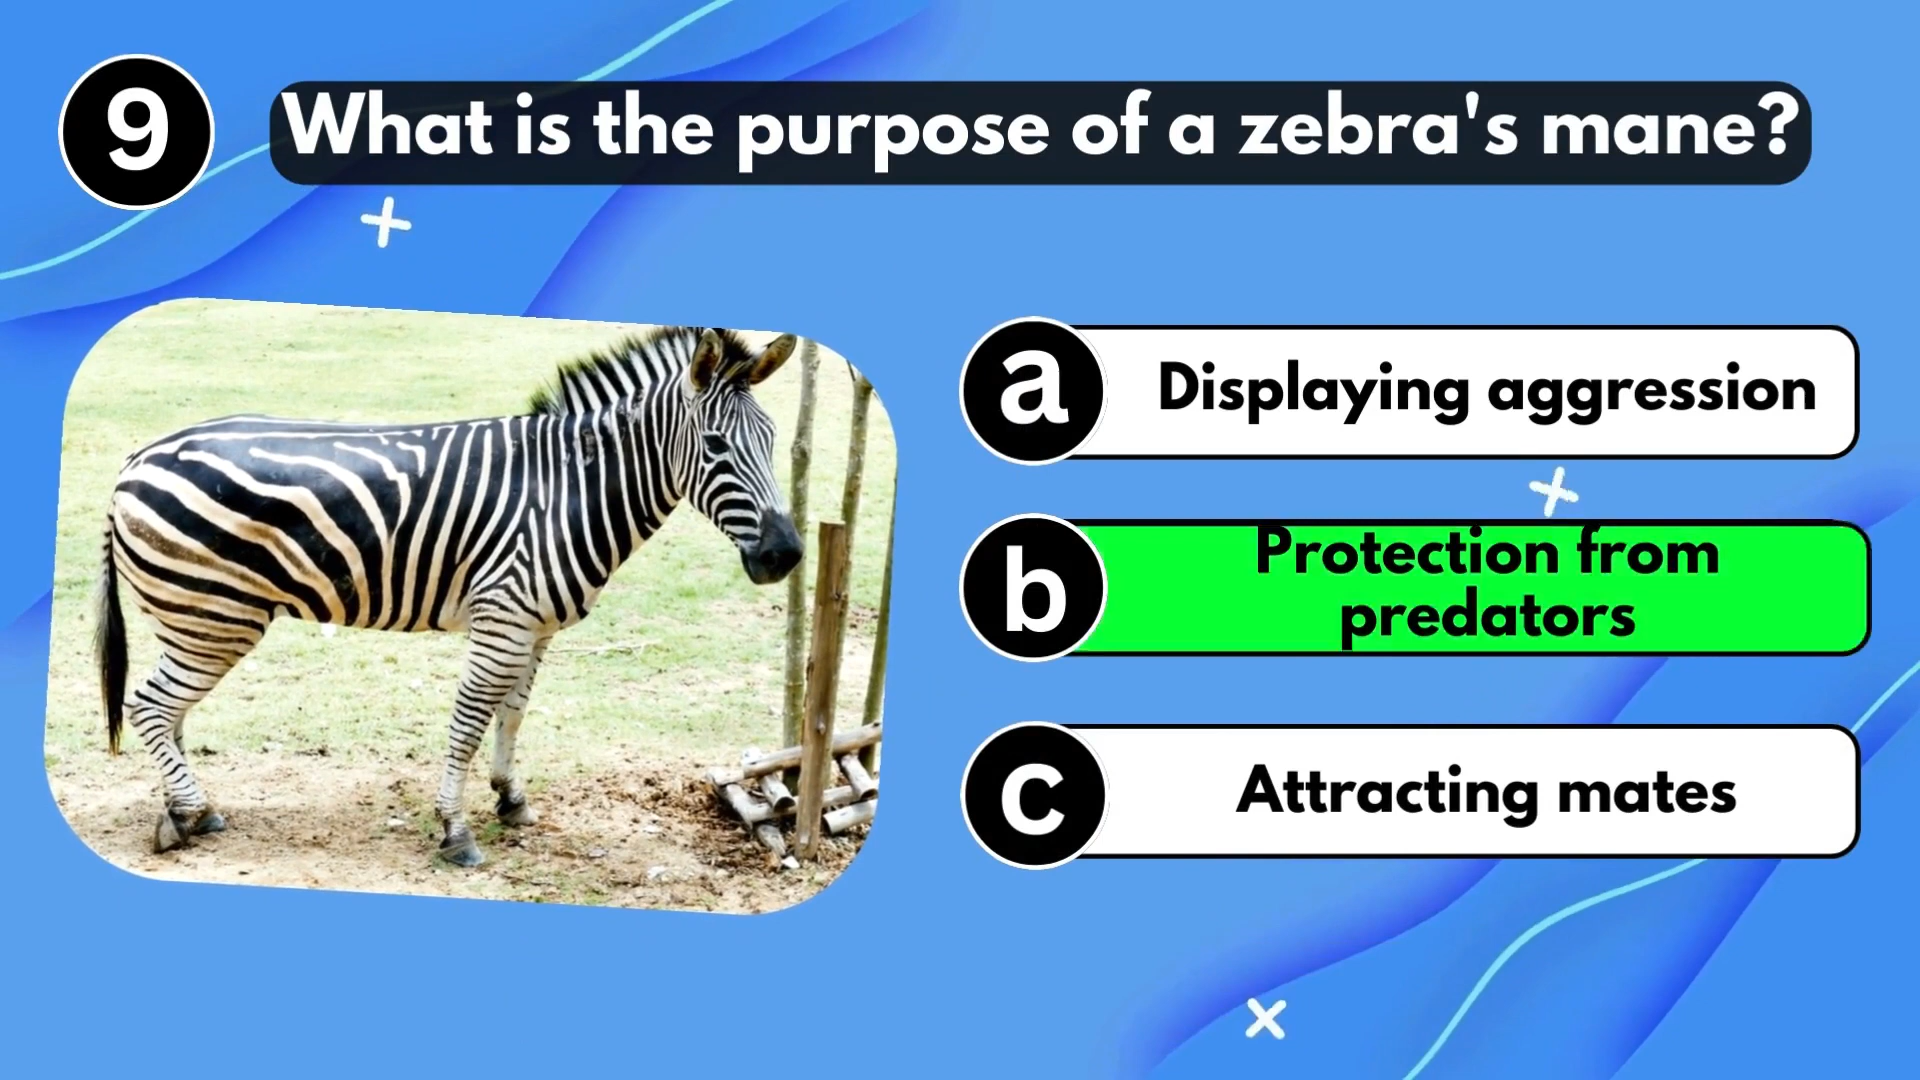 9
What is the purpose of a zebra's mane?
a
Displaying aggression
b
Protection from
predators
c
Attracting mates